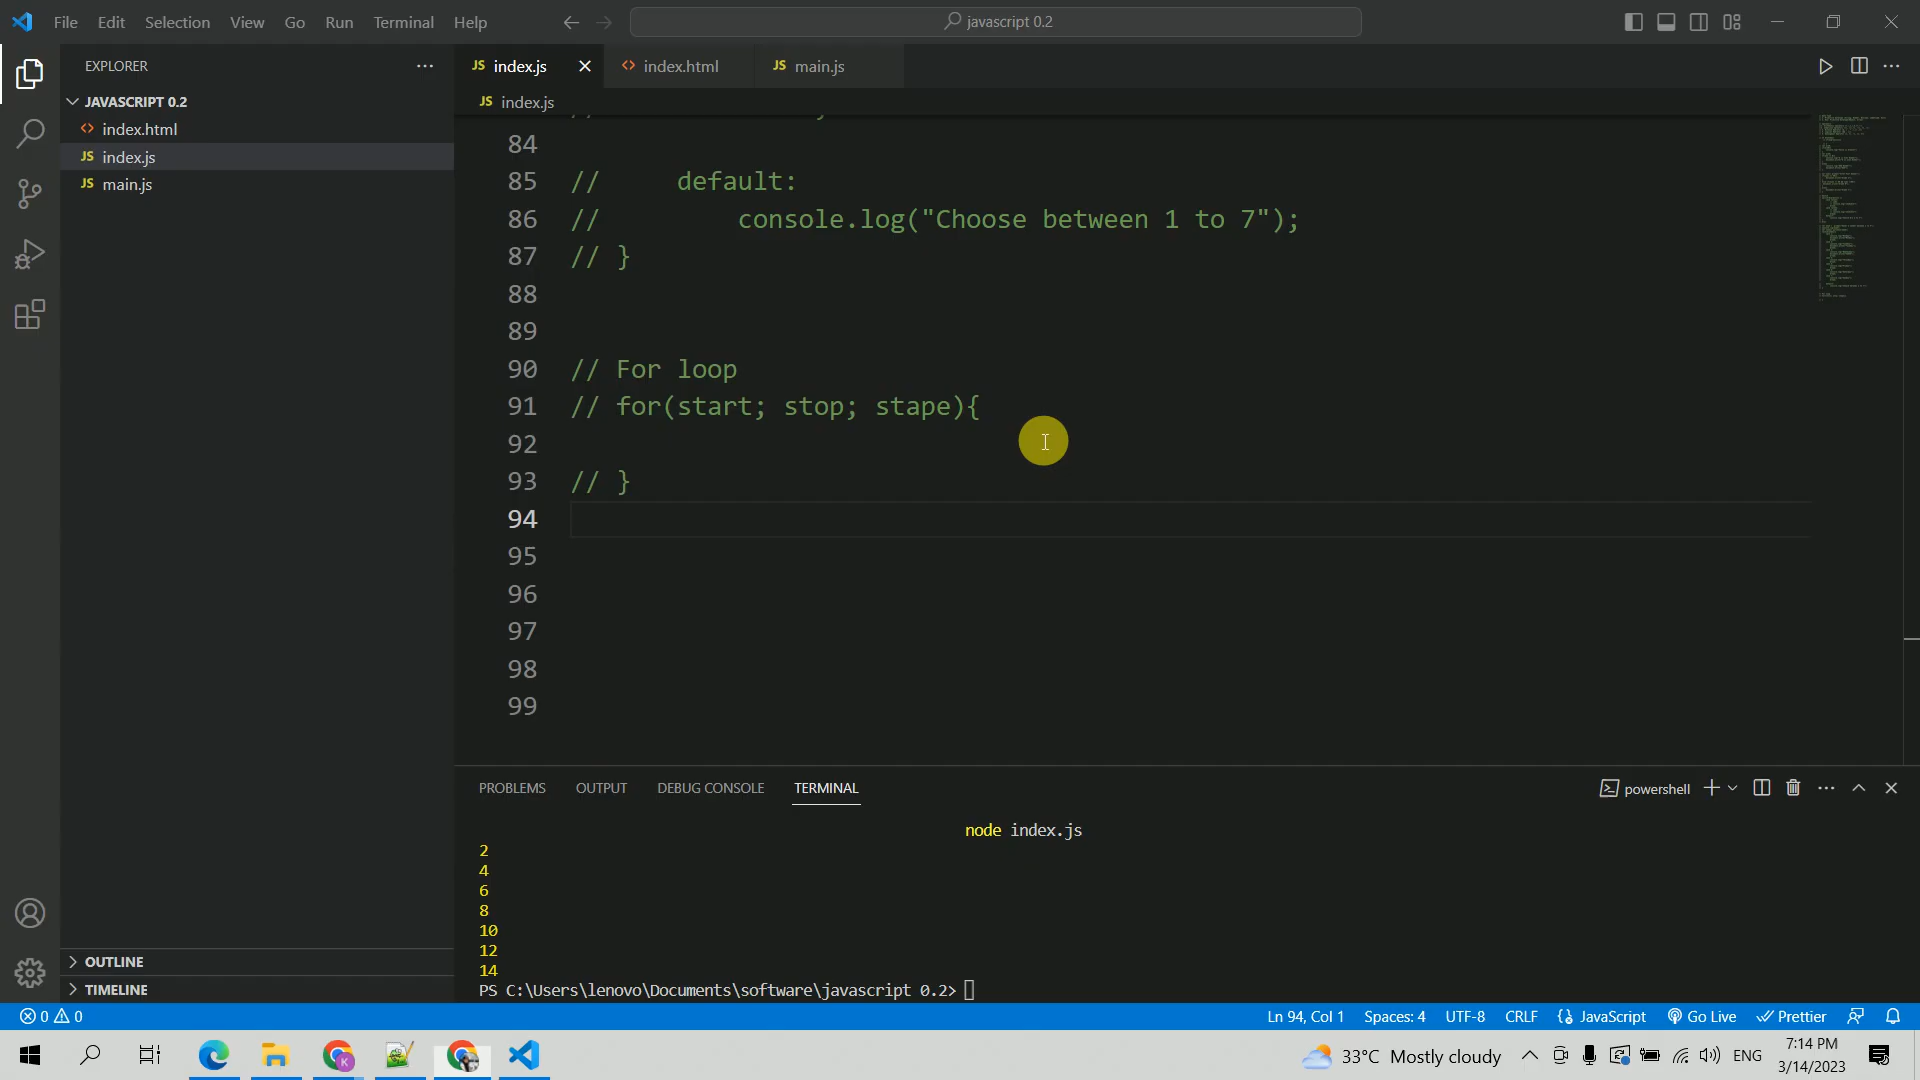 File Edit Selection View Go Run Terminal Help javascript 0.2
EXPLORER
JAVASCRIPT 0.2
index.html
JS index.js
JS main.js
OUTLINE
TIMELINE
JS index.js index.html JS main.js
JS index.js
84
85 //     default:
86 //         console.log("Choose between 1 to 7");
87 // }
88
89
90 // For loop
91 // for(start; stop; stape){
92
93 // }
94
95
96
97
98
99
PROBLEMS OUTPUT DEBUG CONSOLE TERMINAL powershell
node index.js
2
4
6
8
10
12
14
PS C:\Users\lenovo\Documents\software\javascript 0.2>
0 0 Ln 94, Col 1 Spaces: 4 UTF-8 CRLF JavaScript Go Live Prettier
33°C Mostly cloudy ENG 7:14 PM
3/14/2023